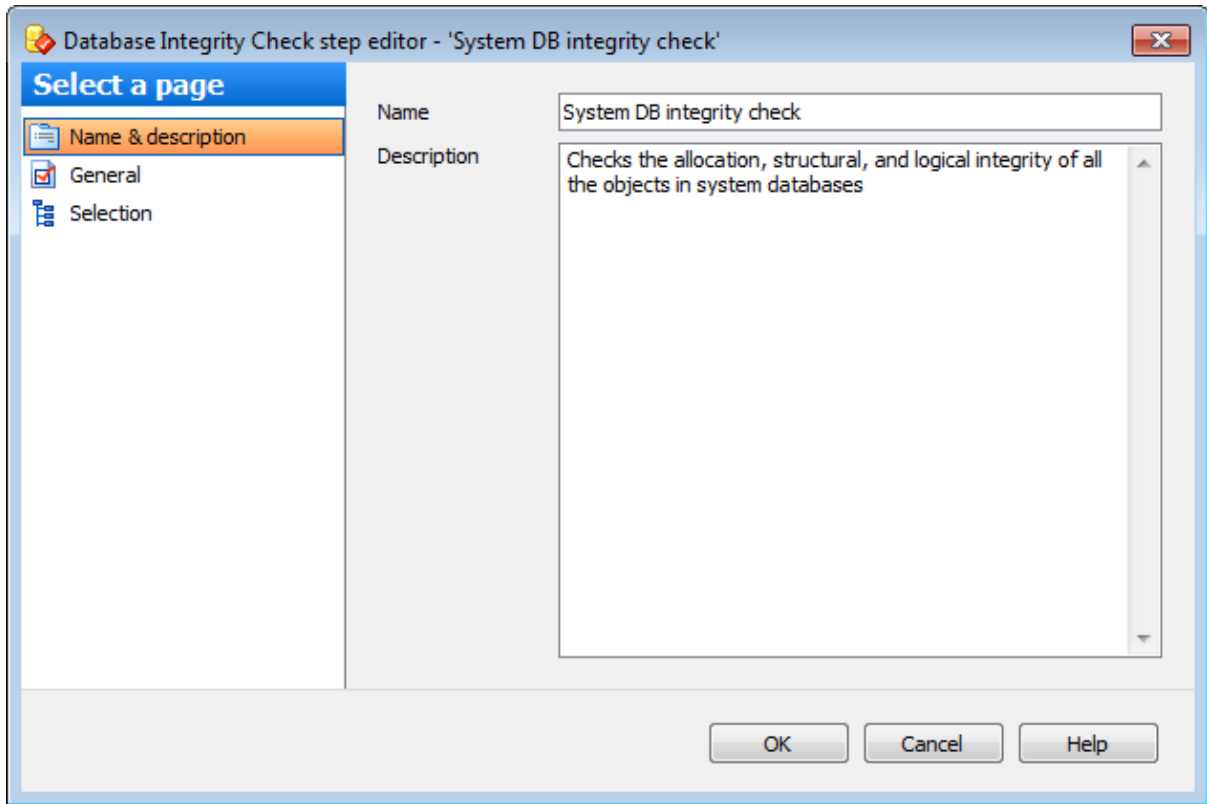 Database Integrity Check step editor - 'System DB integrity check'
Select a page
Name & description
General
Selection
Name
System DB integrity check
Description
Checks the allocation, structural, and logical integrity of all
the objects in system databases
OK
Cancel
Help